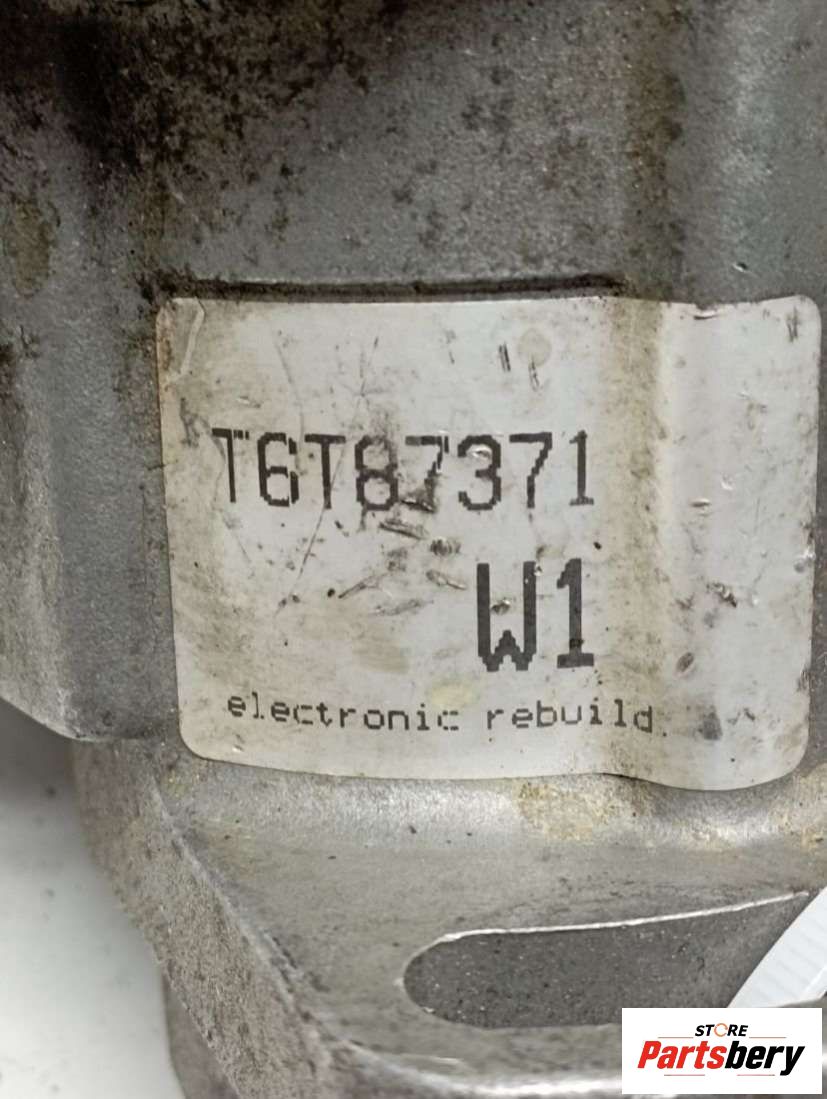 T6T87371
W1
electronic rebuild.
STORE
Partsbery